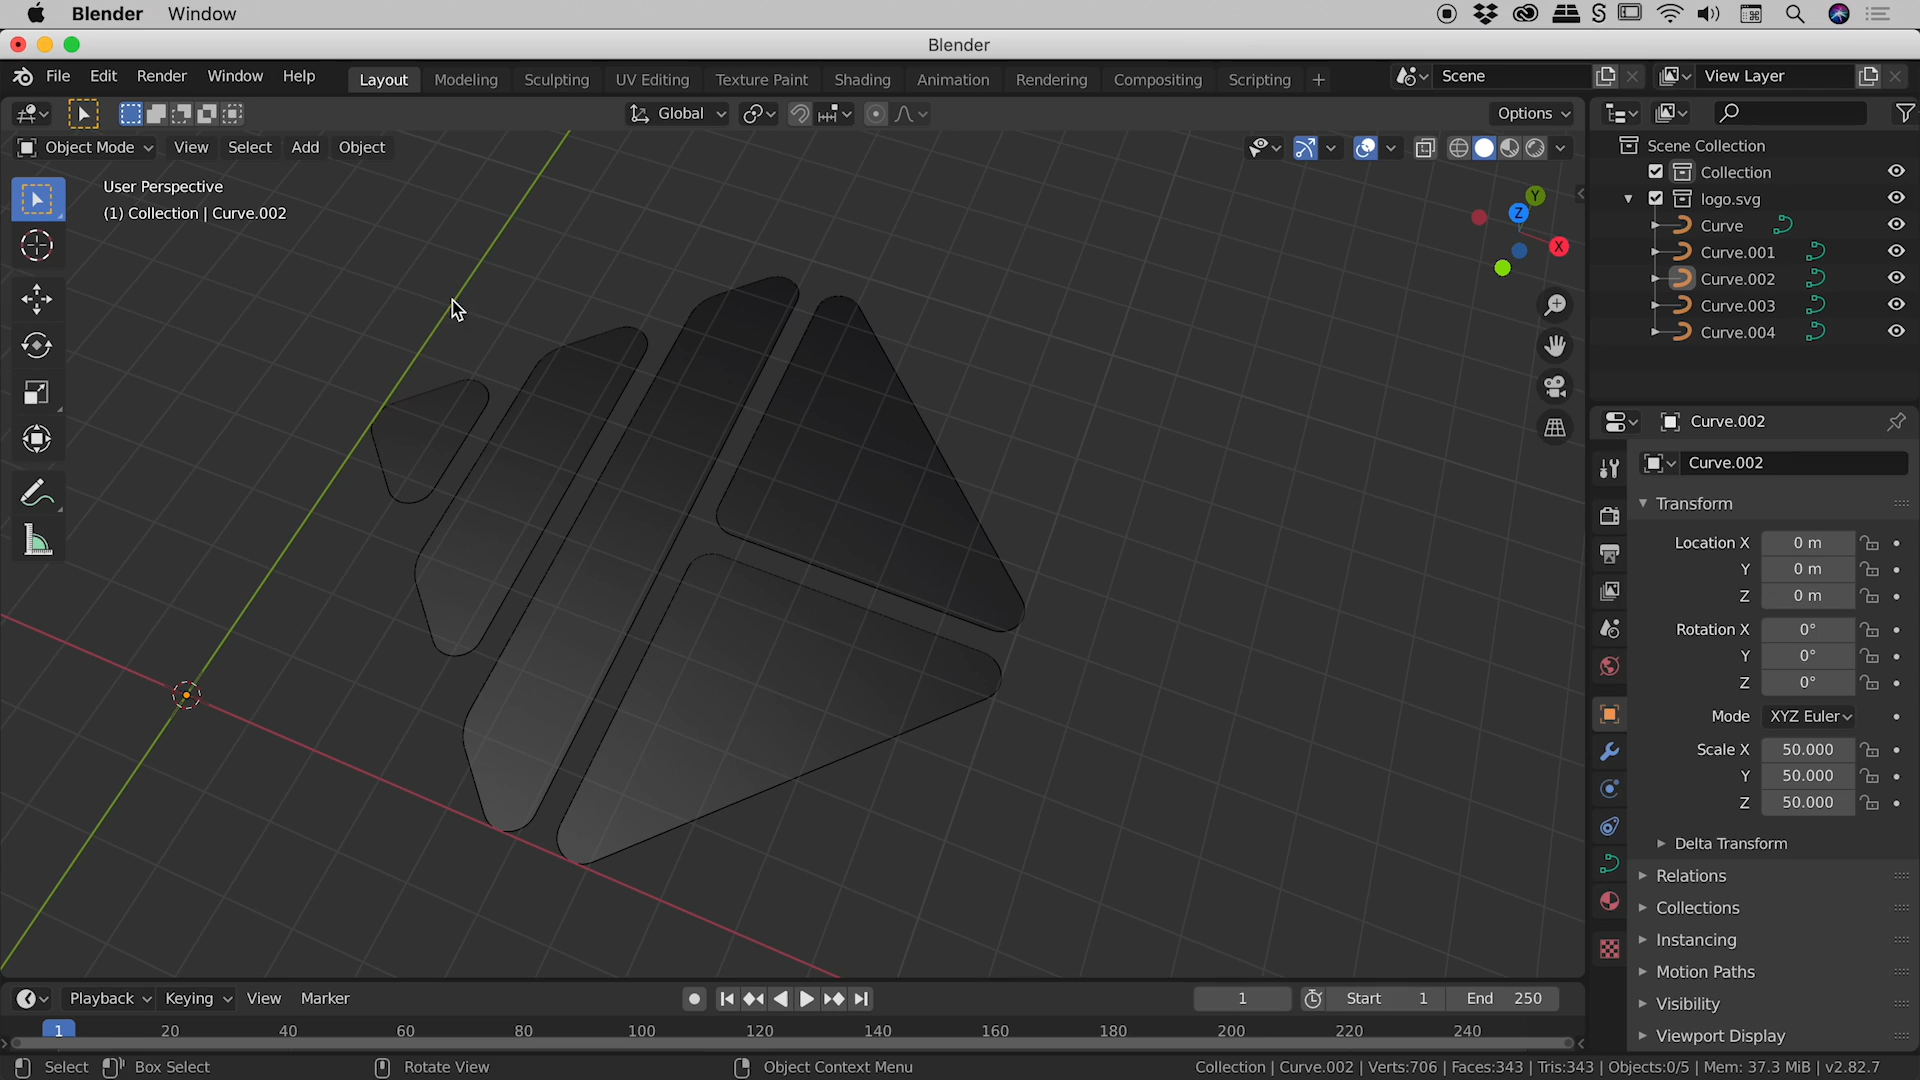 Blender Window
Blender
File Edit Render Window Help Layout Modeling Sculpting UV Editing Texture Paint Shading Animation Rendering Compositing Scripting + Scene View Layer
Global Options
Object Mode View Select Add Object
User Perspective
(1) Collection | Curve.002
Y
Z
X
Scene Collection
Collection
logo.svg
Curve
Curve.001
Curve.002
Curve.003
Curve.004
Curve.002
Curve.002
Transform
Location X 0 m
Y 0 m
Z 0 m
Rotation X 0°
Y 0°
Z 0°
Mode XYZ Euler
Scale X 50.000
Y 50.000
Z 50.000
Delta Transform
Relations
Collections
Instancing
Motion Paths
Visibility
Viewport Display
Playback Keying View Marker 1 Start 1 End 250
1 20 40 60 80 100 120 140 160 180 200 220 240
Select Box Select Rotate View Object Context Menu Collection | Curve.002 | Verts:706 | Faces:343 | Tris:343 | Objects:0/5 | Mem: 37.3 MiB | v2.82.7